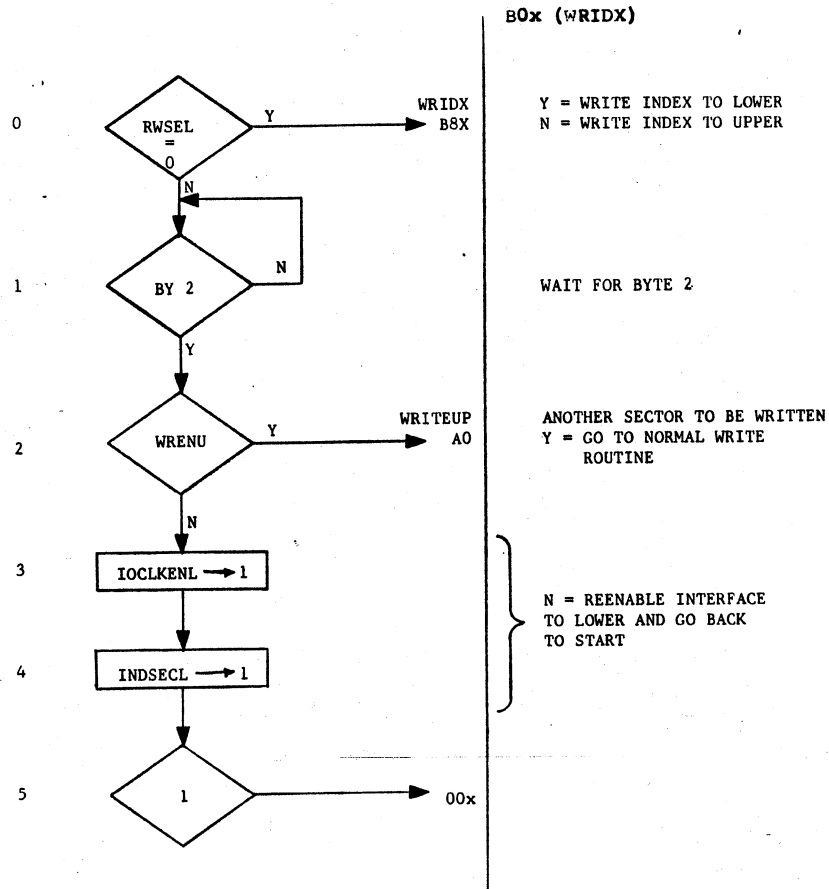 B0x (WRIDX)
0
RWSEL
=
0
Y
N
WRIDX
B8X
Y = WRITE INDEX TO LOWER
N = WRITE INDEX TO UPPER
1
BY 2
N
Y
WAIT FOR BYTE 2
2
WRENU
Y
N
WRITEUP
A0
ANOTHER SECTOR TO BE WRITTEN
Y = GO TO NORMAL WRITE
ROUTINE
3
IOCLKENL → 1
N = REENABLE INTERFACE
TO LOWER AND GO BACK
TO START
4
INDSECL → 1
5
1
00x